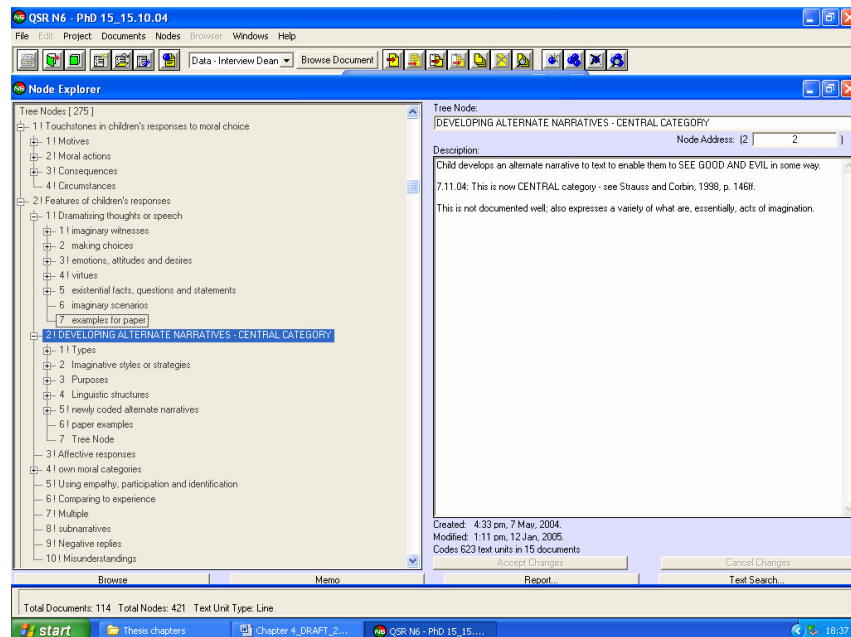 QSR N6 - PhD 15_15.10.04
File Edit Project Documents Nodes Browser Windows Help
Data - Interview Dean Browse Document
Node Explorer
Tree Nodes [ 275 ]
1 ! Touchstones in children's responses to moral choice
1 ! Motives
2 ! Moral actions
3 ! Consequences
4 ! Circumstances
2 ! Features of children's responses
1 ! Dramatising thoughts or speech
1 ! imaginary witnesses
2 making choices
3 ! emotions, attitudes and desires
4 ! virtues
5 existential facts, questions and statements
6 imaginary scenarios
7 examples for paper
2 ! DEVELOPING ALTERNATE NARRATIVES - CENTRAL CATEGORY
1 ! Types
2 Imaginative styles or strategies
3 Purposes
4 Linguistic structures
5 ! newly coded alternate narratives
6 ! paper examples
7 Tree Node
3 ! Affective responses
4 ! own moral categories
5 ! Using empathy, participation and identification
6 ! Comparing to experience
7 ! Multiple
8 ! subnarratives
9 ! Negative replies
10 ! Misunderstandings
Browse Memo
Tree Node:
DEVELOPING ALTERNATE NARRATIVES - CENTRAL CATEGORY
Node Address: (2 2 )
Description:
Child develops an alternate narrative to text to enable them to SEE GOOD AND EVIL in some way.
7.11.04: This is now CENTRAL category - see Strauss and Corbin, 1998, p. 146ff.
This is not documented well; also expresses a variety of what are, essentially, acts of imagination.
Created: 4:33 pm, 7 May, 2004.
Modified: 1:11 pm, 12 Jan, 2005.
Codes 623 text units in 15 documents
Accept Changes Cancel Changes
Report... Text Search...
Total Documents: 114 Total Nodes: 421 Text Unit Type: Line
start Thesis chapters Chapter 4_DRAFT_2... QSR N6 - PhD 15_15.... 18:37